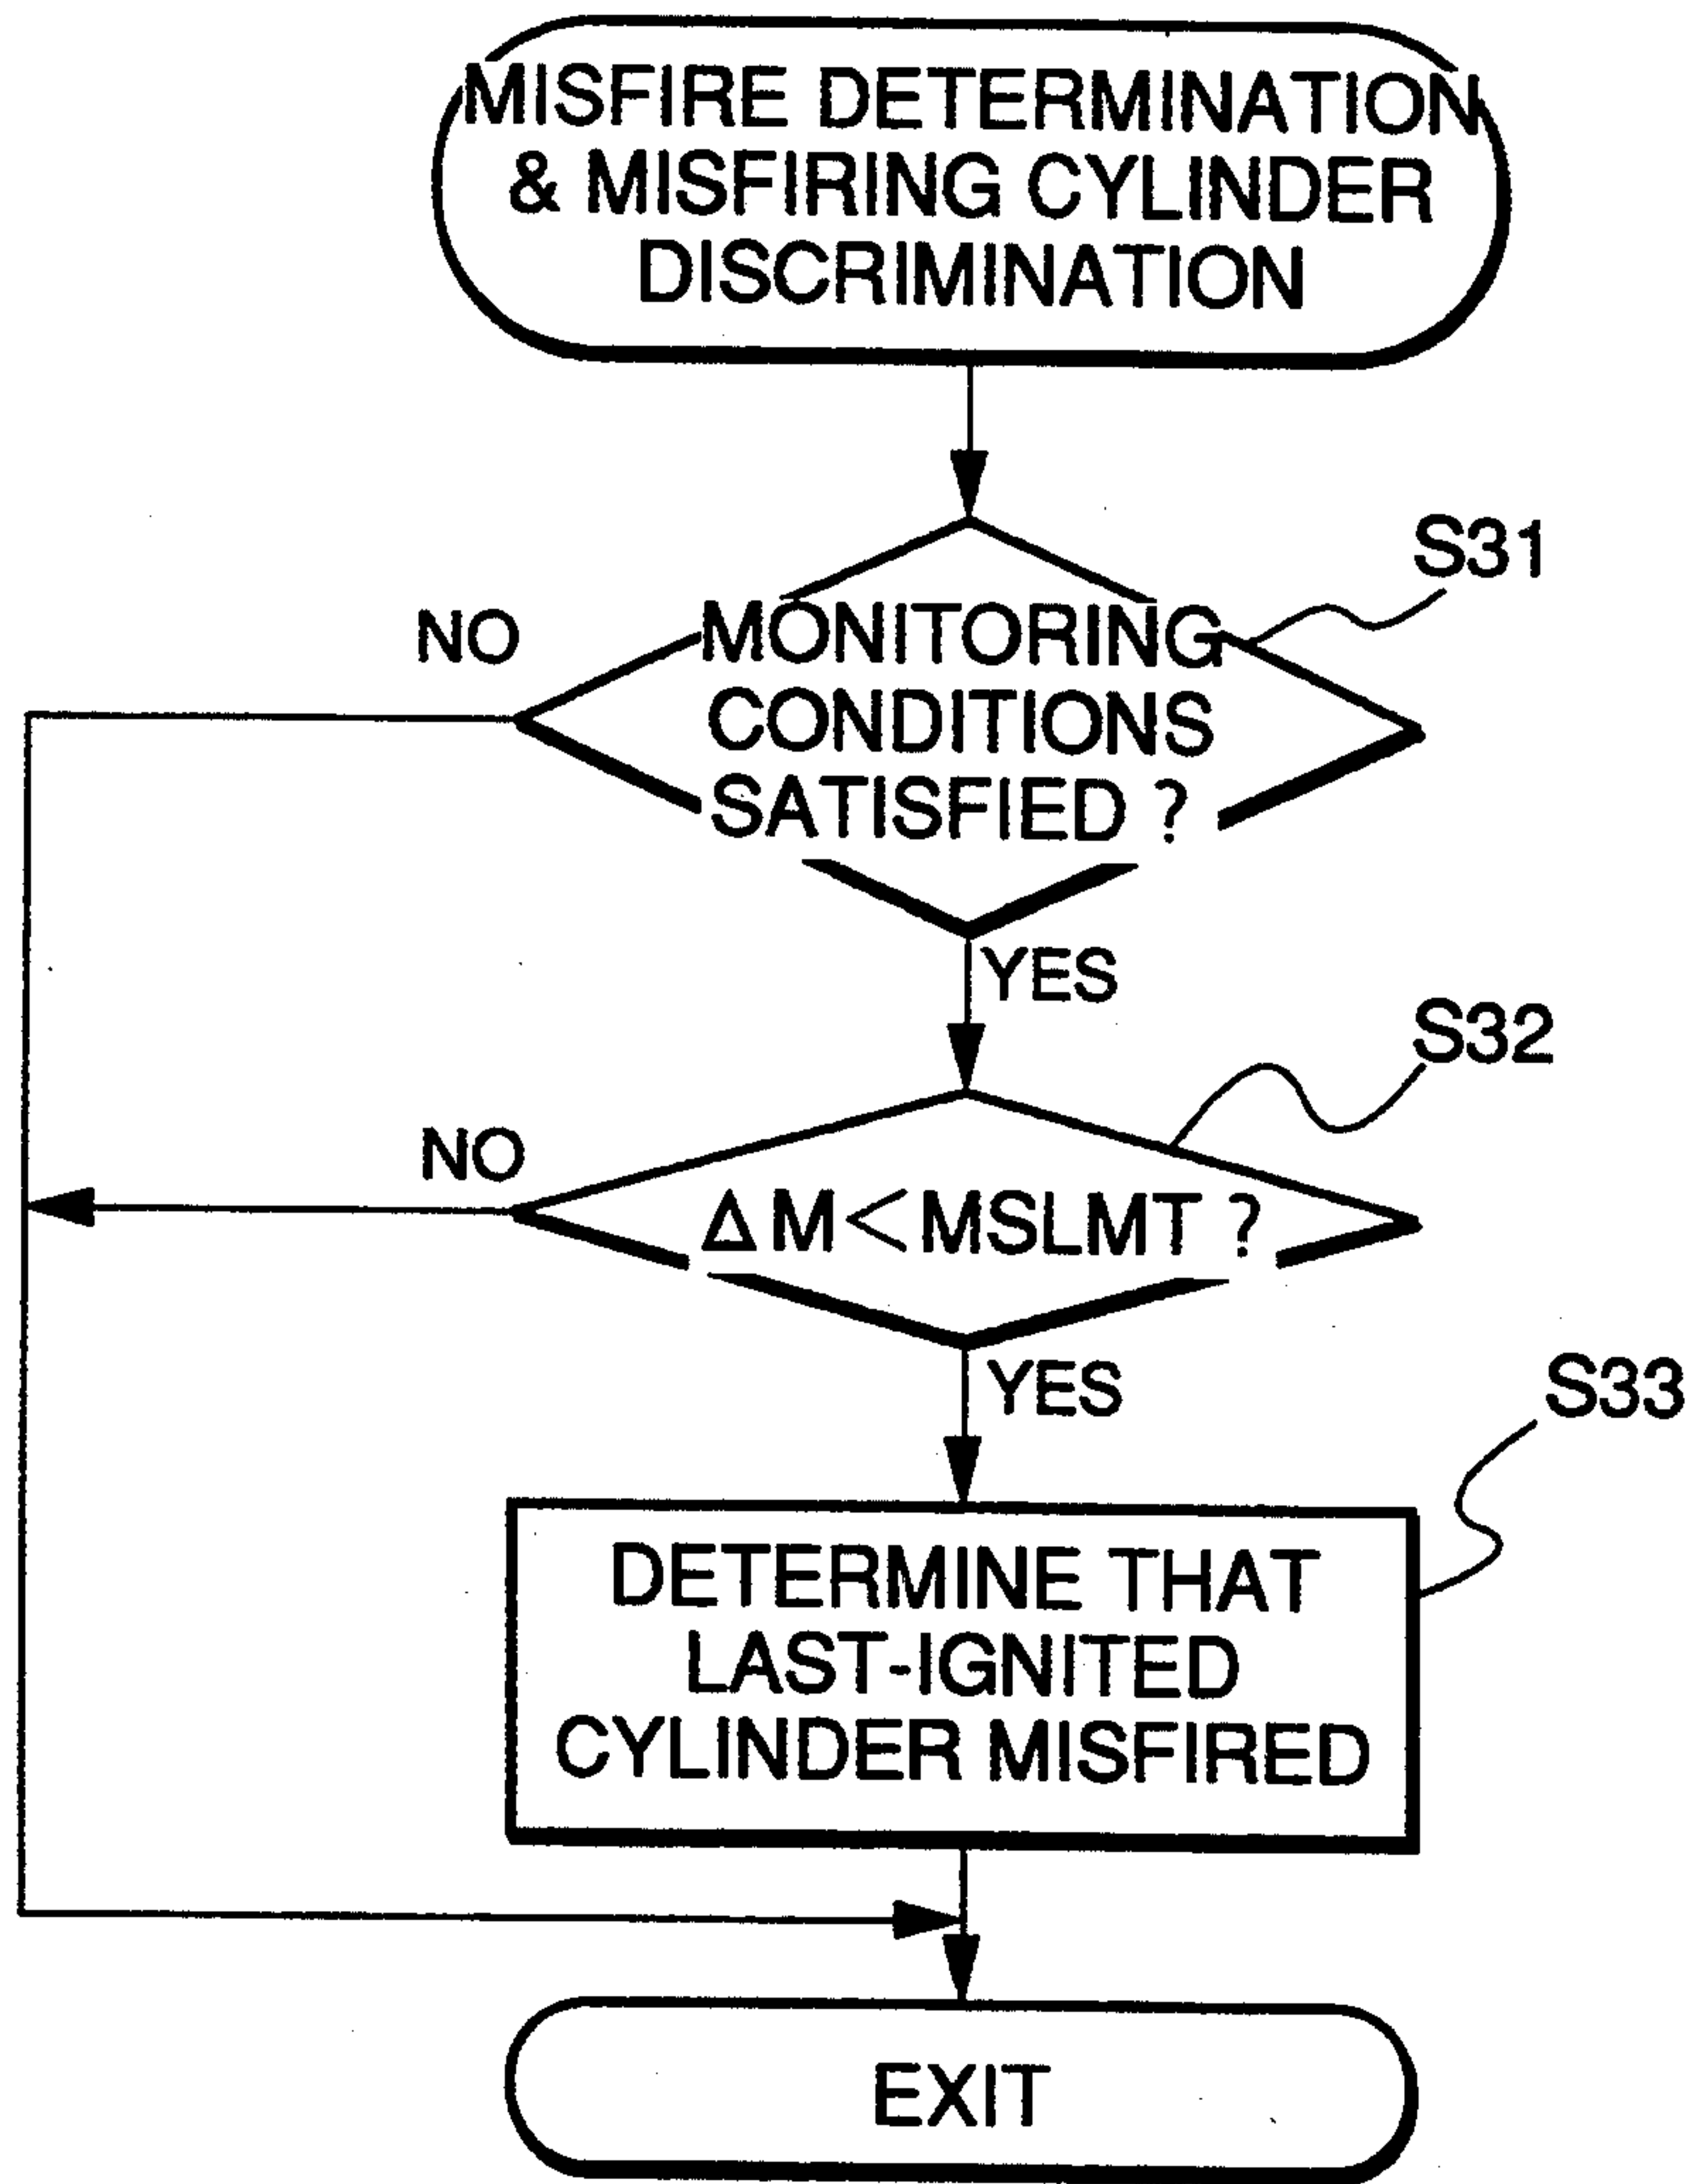 MISFIRE DETERMINATION
& MISFIRING CYLINDER
DISCRIMINATION
S31
NO
MONITORING
CONDITIONS
SATISFIED ?
YES
S32
NO
ΔM<MSLMT ?
YES
S33
DETERMINE THAT
LAST-IGNITED
CYLINDER MISFIRED
EXIT